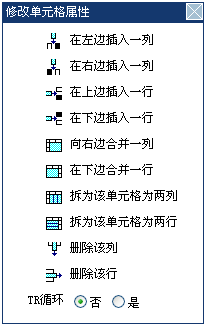 修改单元格属性
在左边插入一列
在右边插入一列
在上边插入一行
在下边插入一行
向右边合并一列
在下边合并一行
拆为该单元格为两列
拆为该单元格为两行
删除该列
删除该行
TR循环 否 是